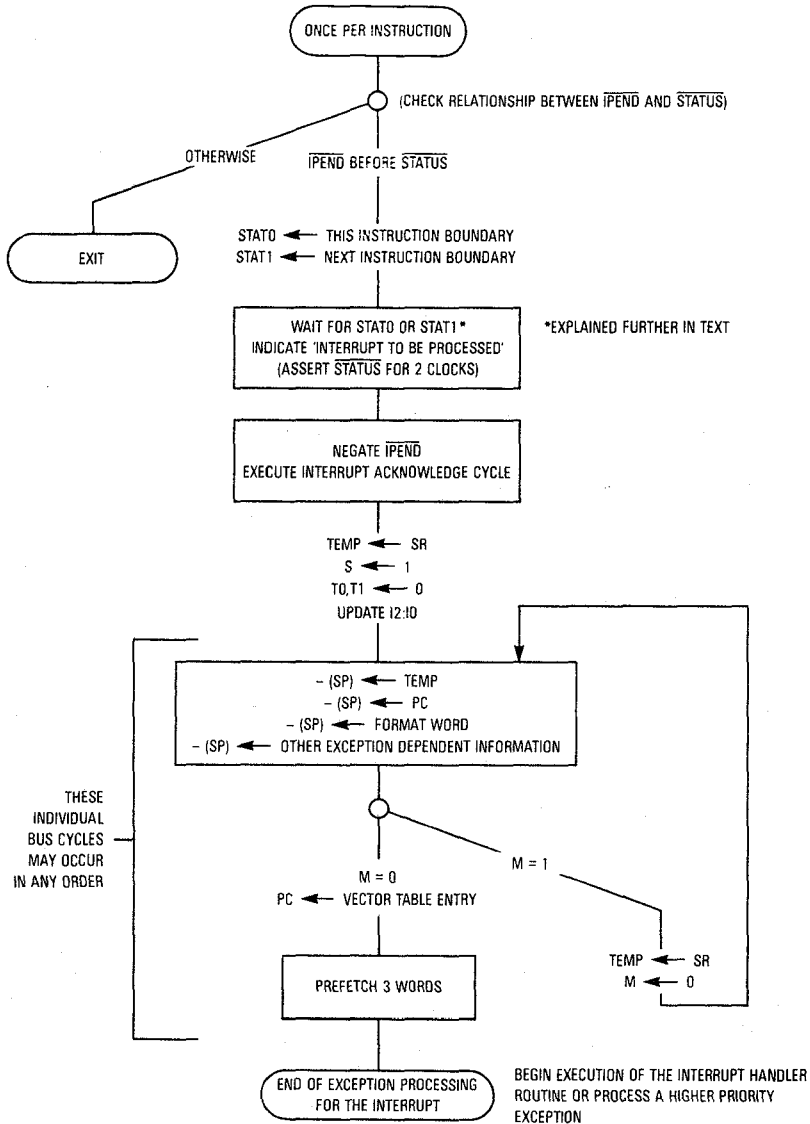 ONCE PER INSTRUCTION
(CHECK RELATIONSHIP BETWEEN IPEND AND STATUS)
OTHERWISE
IPEND BEFORE STATUS
EXIT
STAT0 ← THIS INSTRUCTION BOUNDARY
STAT1 ← NEXT INSTRUCTION BOUNDARY
WAIT FOR STAT0 OR STAT1*
INDICATE 'INTERRUPT TO BE PROCESSED'
(ASSERT STATUS FOR 2 CLOCKS)
*EXPLAINED FURTHER IN TEXT
NEGATE IPEND
EXECUTE INTERRUPT ACKNOWLEDGE CYCLE
TEMP ← SR
S ← 1
T0,T1 ← 0
UPDATE I2:I0
– (SP) ← TEMP
– (SP) ← PC
– (SP) ← FORMAT WORD
– (SP) ← OTHER EXCEPTION DEPENDENT INFORMATION
THESE
INDIVIDUAL
BUS CYCLES
MAY OCCUR
IN ANY ORDER
M = 0
PC ← VECTOR TABLE ENTRY
M = 1
TEMP ← SR
M ← 0
PREFETCH 3 WORDS
END OF EXCEPTION PROCESSING
FOR THE INTERRUPT
BEGIN EXECUTION OF THE INTERRUPT HANDLER
ROUTINE OR PROCESS A HIGHER PRIORITY
EXCEPTION